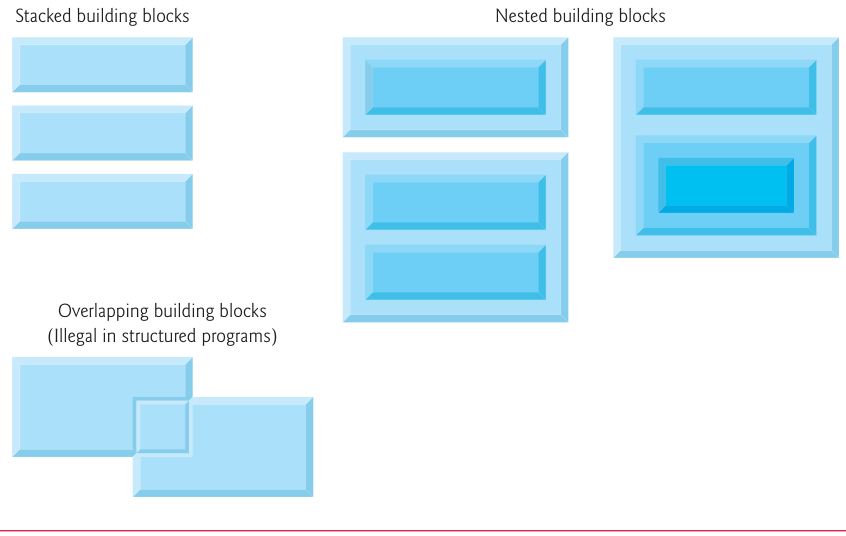 Stacked building blocks
Nested building blocks
Overlapping building blocks
(Illegal in structured programs)